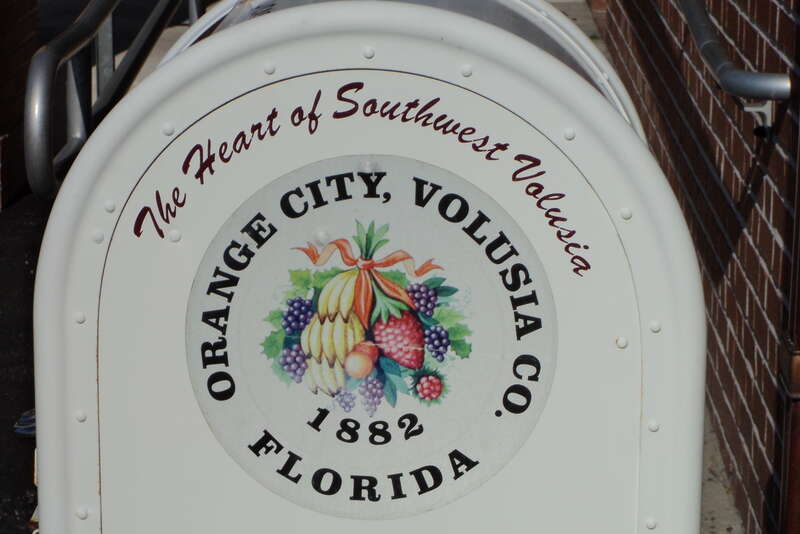 The Heart of Southwest Volusia
ORANGE CITY, VOLUSIA CO.
1882
FLORIDA